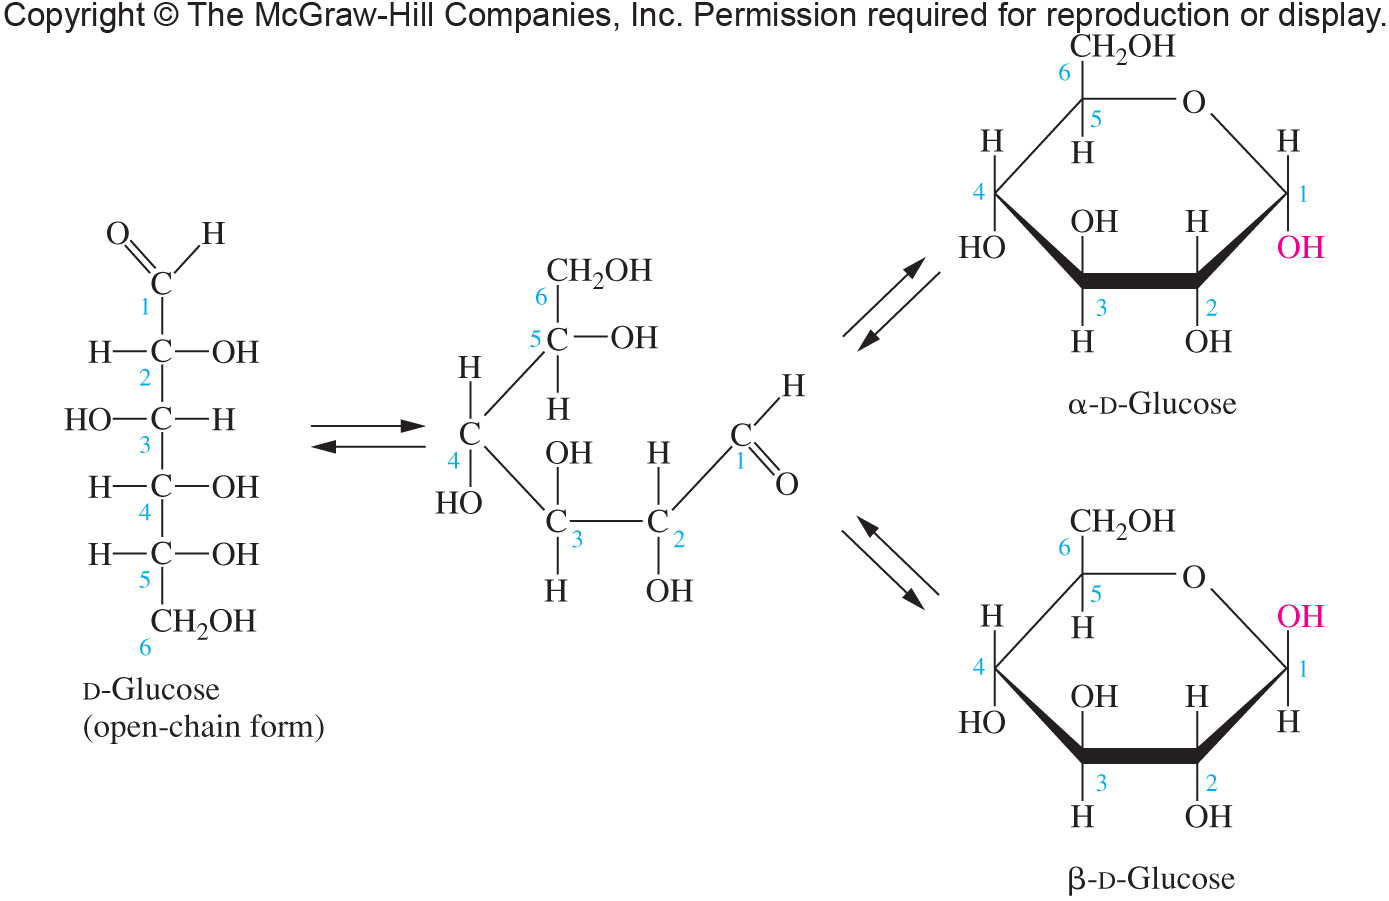 Copyright © The McGraw-Hill Companies, Inc. Permission required for reproduction or display.
O H
C
1
H C OH
2
HO C H
3
H C OH
4
H C OH
5
CH₂OH
6
D-Glucose
(open-chain form)
CH₂OH
6
5 C OH
H
H
C
4
HO
OH H
C 3 C 2
H OH
H
C
1
O
CH₂OH
6
O
5
H H H
4 1
OH H
HO OH
3 2
H OH
α-D-Glucose
CH₂OH
6
O
5
H H OH
4 1
OH H
HO H
3 2
H OH
β-D-Glucose